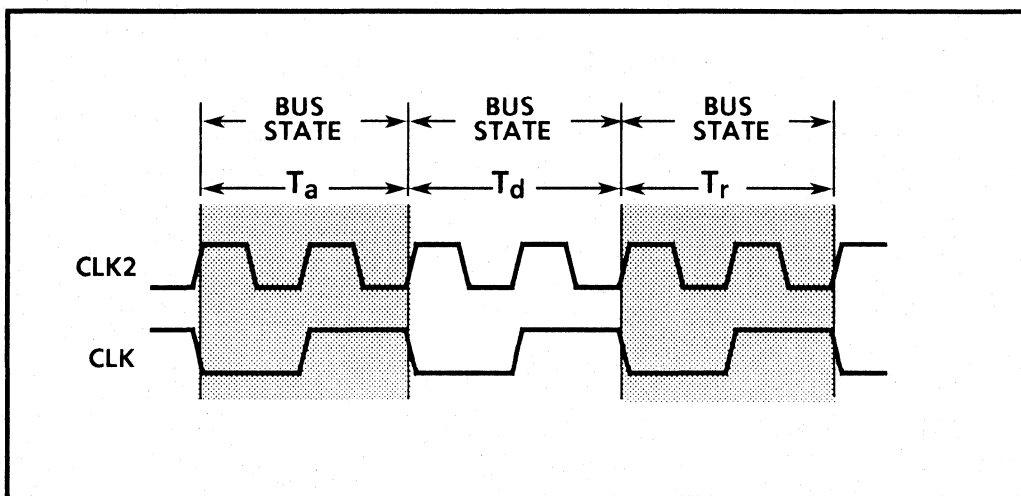 BUS STATE
BUS STATE
BUS STATE
Ta
Td
Tr
CLK2
CLK